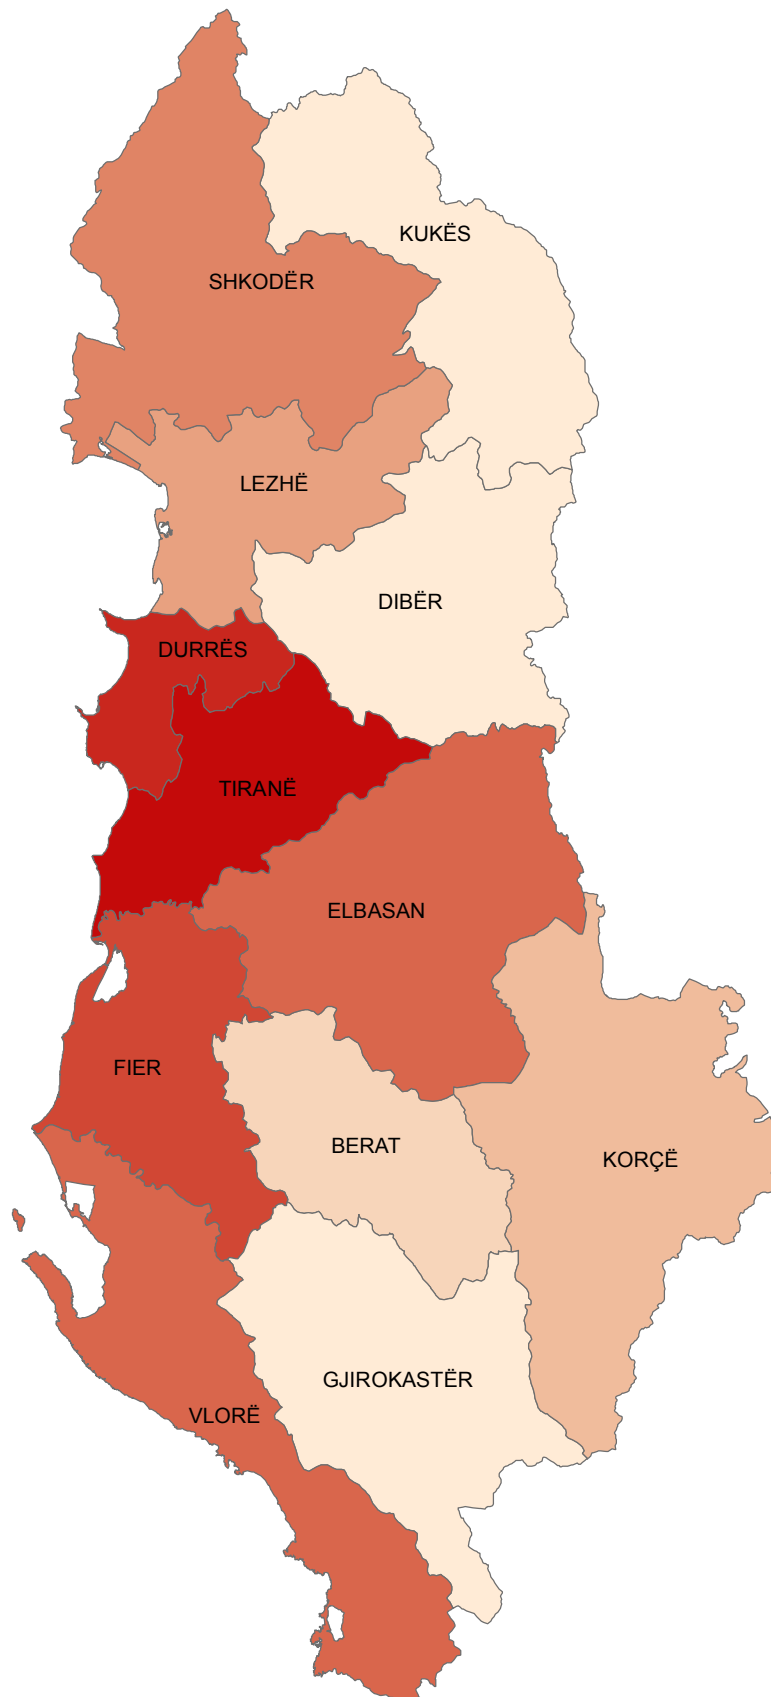 KUKËS
SHKODËR
LEZHË
DIBËR
DURRËS
TIRANË
ELBASAN
FIER
BERAT
KORÇË
GJIROKASTËR
VLORË